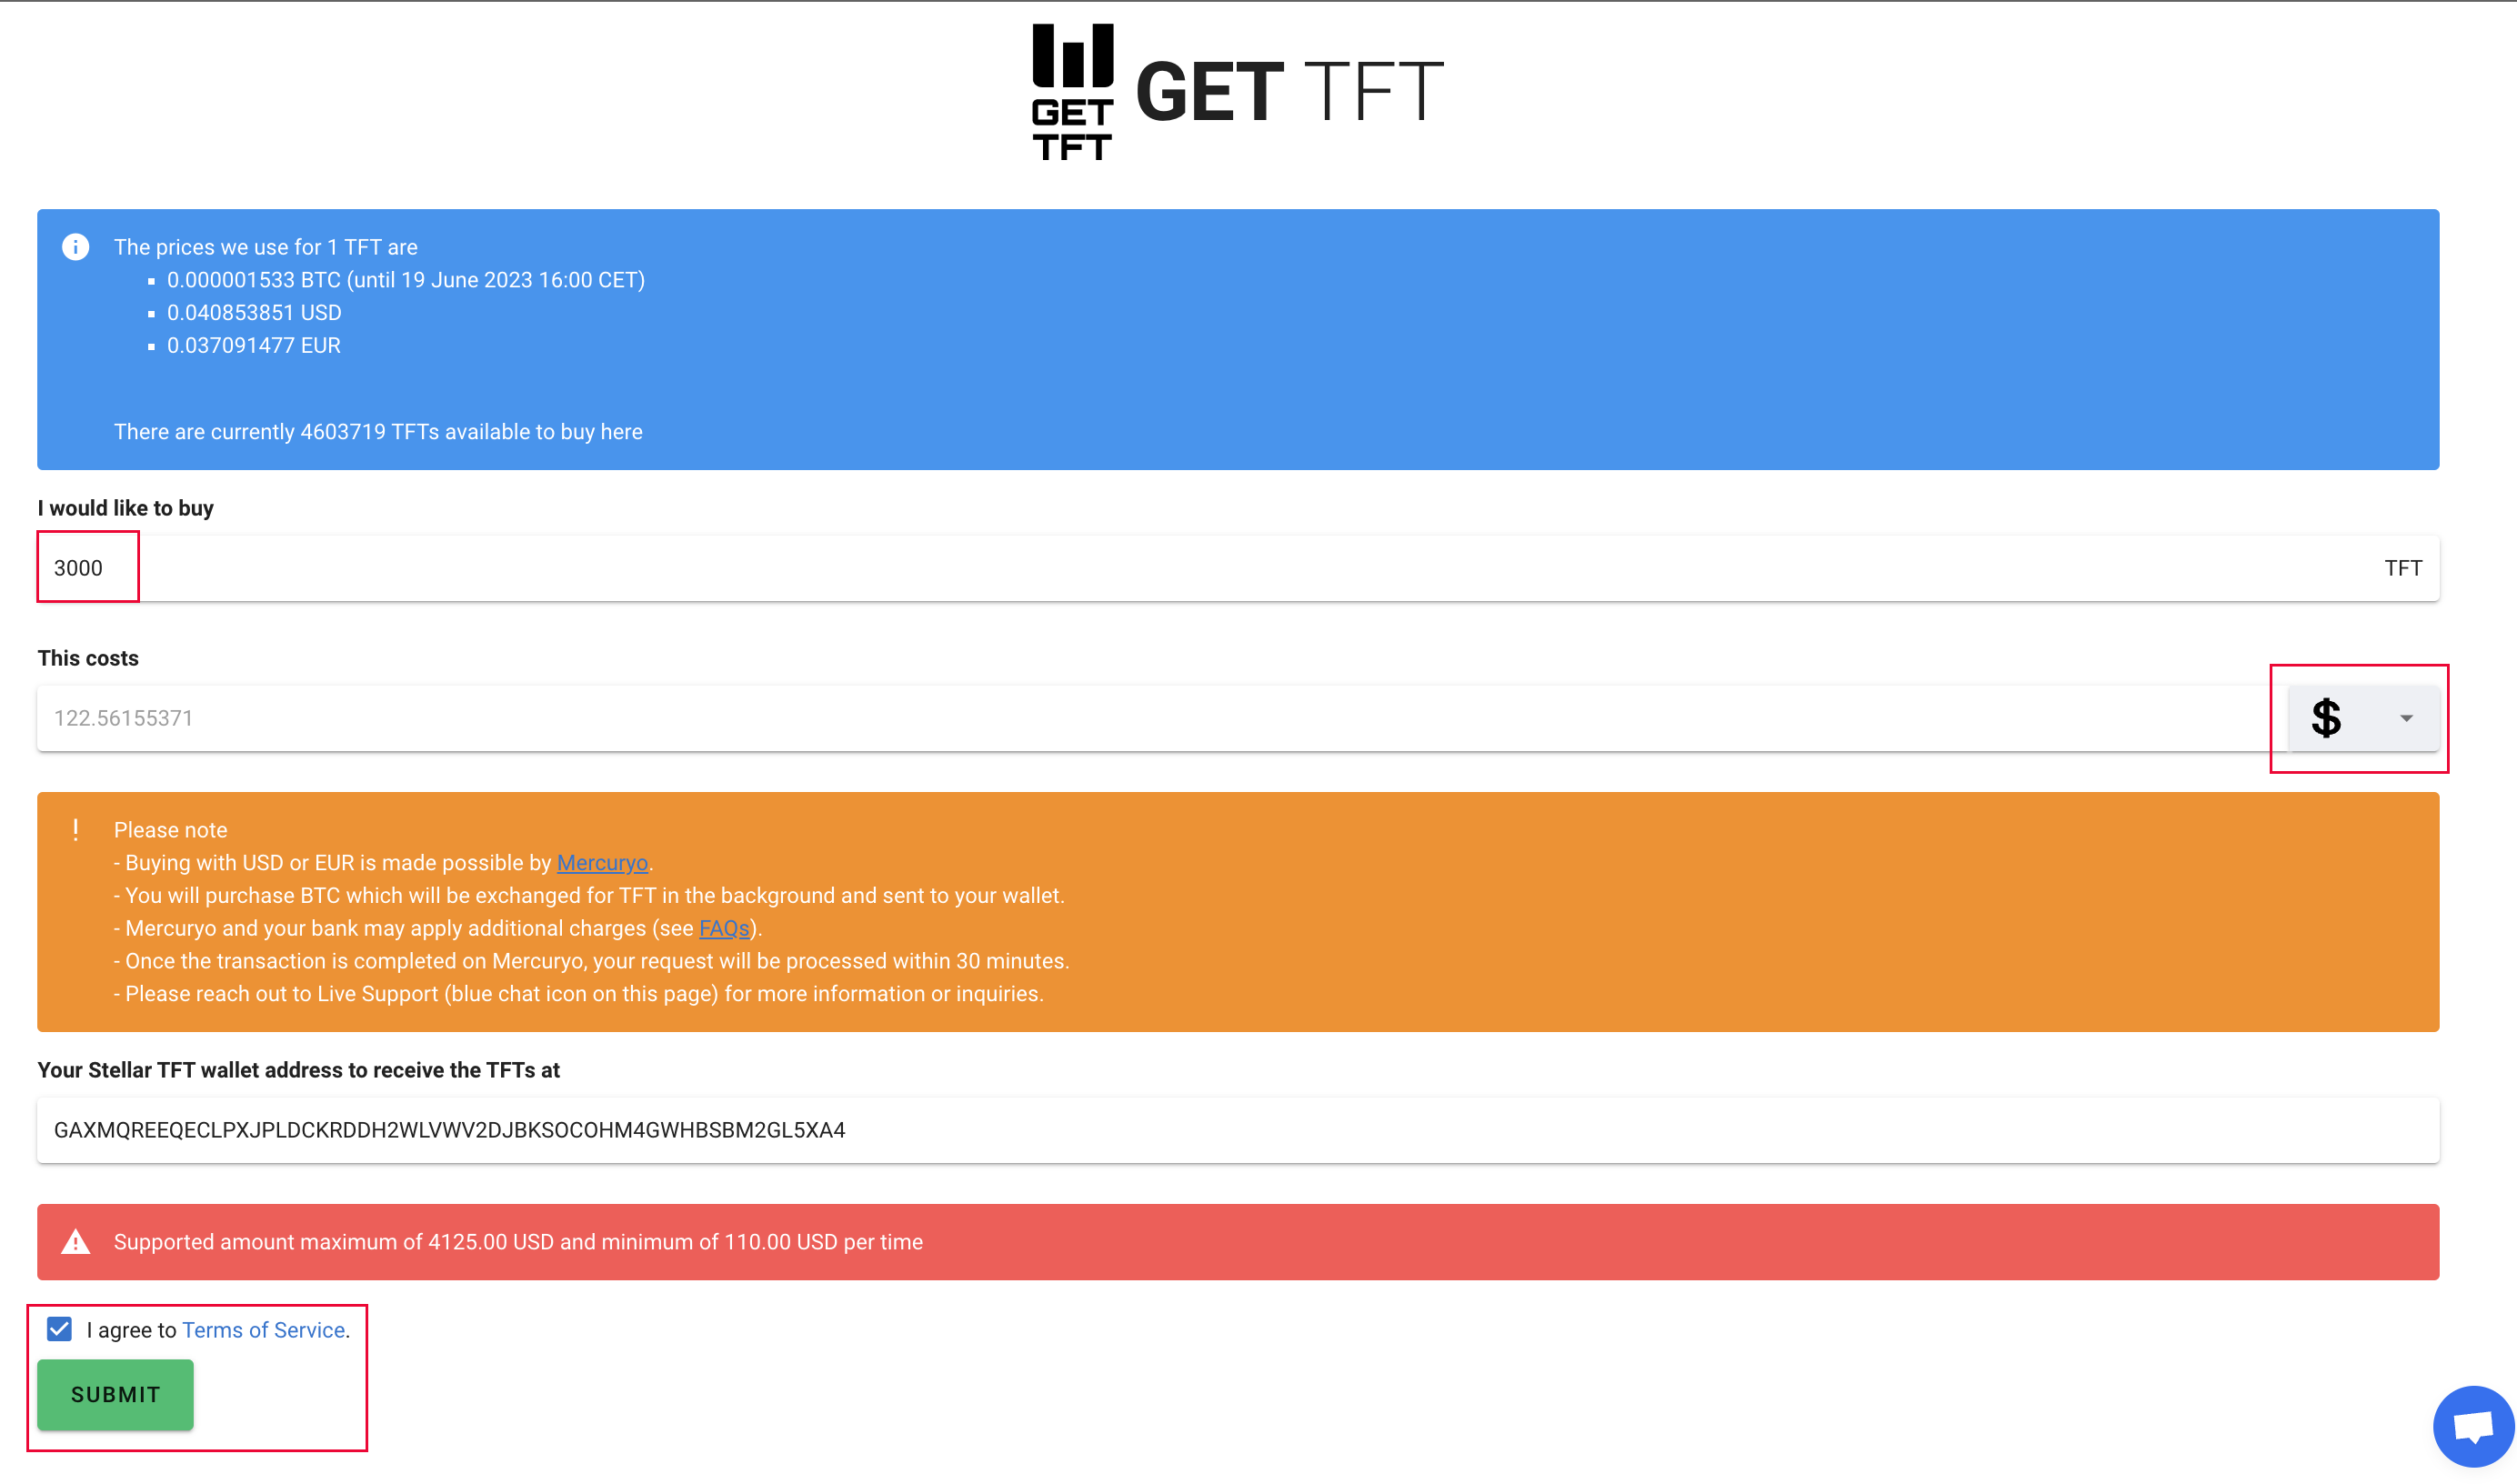 GET
TFT
GET TFT
The prices we use for 1 TFT are
▪ 0.000001533 BTC (until 19 June 2023 16:00 CET)
▪ 0.040853851 USD
▪ 0.037091477 EUR
There are currently 4603719 TFTs available to buy here
I would like to buy
3000 TFT
This costs
122.56155371 $
! Please note
- Buying with USD or EUR is made possible by Mercuryo.
- You will purchase BTC which will be exchanged for TFT in the background and sent to your wallet.
- Mercuryo and your bank may apply additional charges (see FAQs).
- Once the transaction is completed on Mercuryo, your request will be processed within 30 minutes.
- Please reach out to Live Support (blue chat icon on this page) for more information or inquiries.
Your Stellar TFT wallet address to receive the TFTs at
GAXMQREEQECLPXJPLDCKRDDH2WLVWV2DJBKSOCOHM4GWHBSBM2GL5XA4
Supported amount maximum of 4125.00 USD and minimum of 110.00 USD per time
I agree to Terms of Service.
SUBMIT